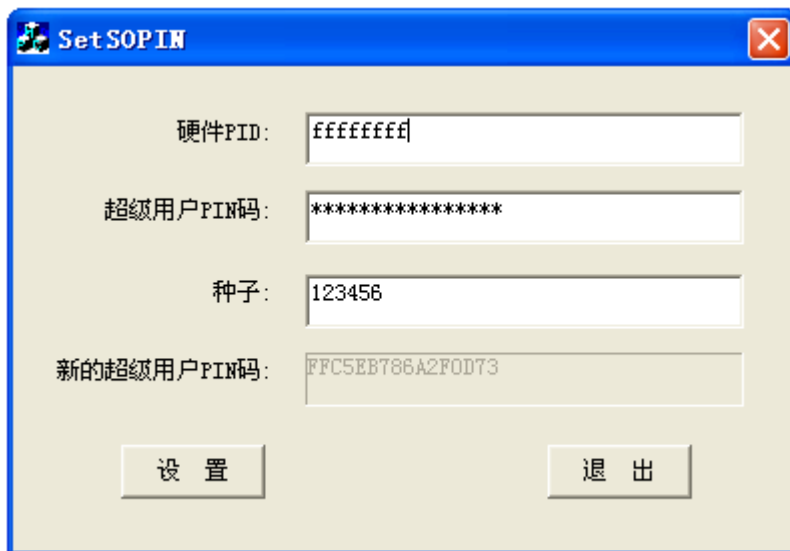 SetSOPIN
硬件PID: ffffffff
超级用户PIN码: ****************
种子: 123456
新的超级用户PIN码: FFC5EB786A2F0D73
设 置 退 出